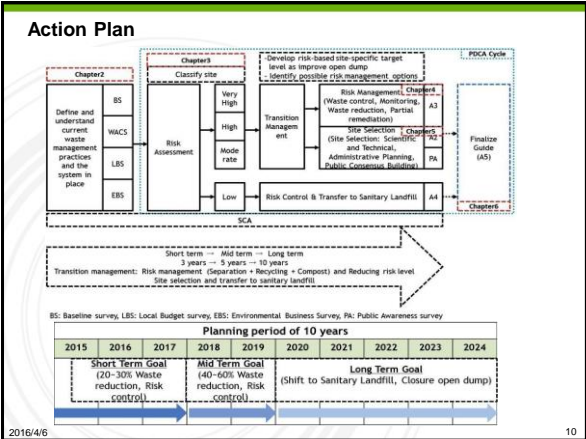 Action Plan
PDCA Cycle
Chapter2
Define and
understand
current
waste
management
practices
and the
system in
place
BS
WACS
LBS
EBS
Chapter3
Classify site
Risk
Assessment
Very
High
High
Mode
rate
Low
-Develop risk-based site-specific target
level as improve open dump
- Identify possible risk management options
Transition
Managem
ent
Chapter4
Risk Management
(Waste control, Monitoring,
Waste reduction, Partial
remediation)
A3
Chapter5
Site Selection
(Site Selection: Scientific
and Technical,
Administrative Planning,
Public Consensus Building)
A2
PA
Risk Control & Transfer to Sanitary Landfill
A4
Finalize
Guide
(A5)
Chapter6
SCA
Short term → Mid term → Long term
3 years → 5 years → 10 years
Transition management: Risk management (Separation + Recycling + Compost) and Reducing risk level
Site selection and transfer to sanitary landfill
BS: Baseline survey, LBS: Local Budget survey, EBS: Environmental Business Survey, PA: Public Awareness survey
Planning period of 10 years
2015 2016 2017 2018 2019 2020 2021 2022 2023 2024
Short Term Goal
(20-30% Waste
reduction, Risk
control)
Mid Term Goal
(40-60% Waste
reduction, Risk
control)
Long Term Goal
(Shift to Sanitary Landfill, Closure open dump)
2016/4/6
10